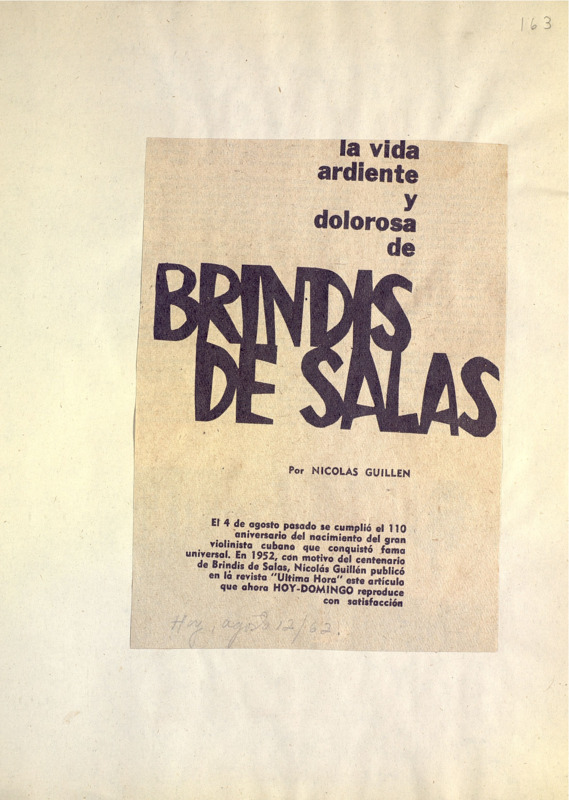 163
la vida
ardiente
y
dolorosa
de
BRINDIS
DE SALAS
Por NICOLAS GUILLEN
El 4 de agosto pasado se cumplió el 110
aniversario del nacimiento del gran
violinista cubano que conquistó fama
universal. En 1952, con motivo del centenario
de Brindis de Salas, Nicolás Guillén publicó
en la revista "Ultima Hora" este artículo
que ahora HOY-DOMINGO reproduce
con satisfacción
Hoy, agosto 12/62.